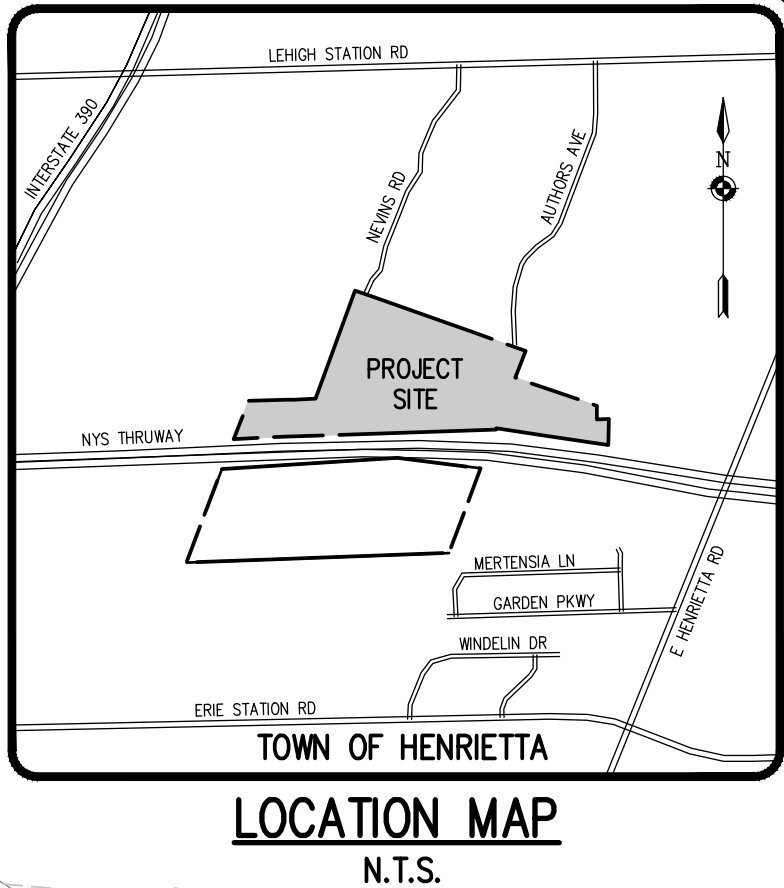 LEHIGH STATION RD
INTERSTATE 390
NEVINS RD
AUTHORS AVE
N
PROJECT
SITE
NYS THRUWAY
MERTENSIA LN
GARDEN PKWY
E HENRIETTA RD
WINDELIN DR
ERIE STATION RD
TOWN OF HENRIETTA
LOCATION MAP
N.T.S.